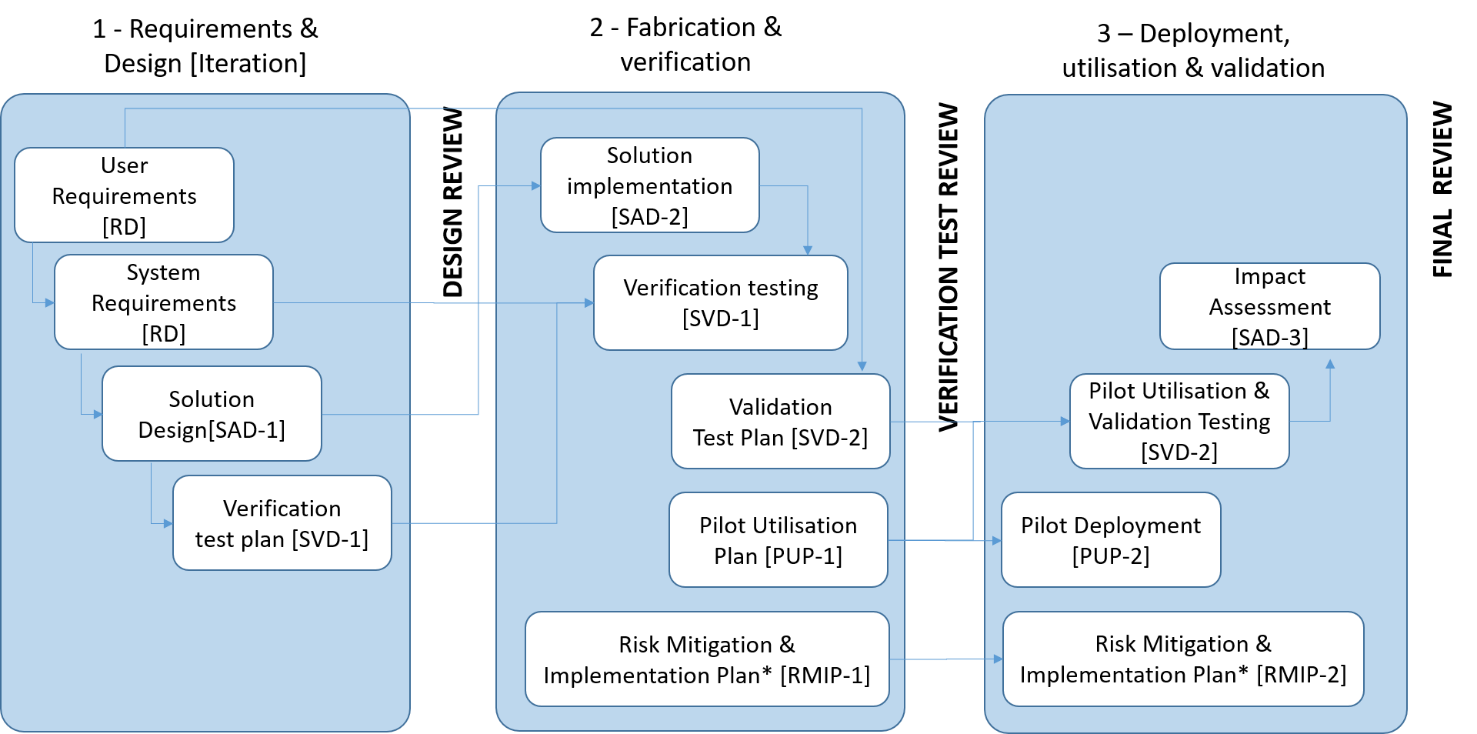 1 - Requirements &
Design [Iteration]
User
Requirements
[RD]
System
Requirements
[RD]
Solution
Design[SAD-1]
Verification
test plan [SVD-1]
DESIGN REVIEW
2 - Fabrication &
verification
Solution
implementation
[SAD-2]
Verification testing
[SVD-1]
Validation
Test Plan [SVD-2]
Pilot Utilisation
Plan [PUP-1]
Risk Mitigation &
Implementation Plan* [RMIP-1]
VERIFICATION TEST REVIEW
3 – Deployment,
utilisation & validation
Impact
Assessment
[SAD-3]
Pilot Utilisation &
Validation Testing
[SVD-2]
Pilot Deployment
[PUP-2]
Risk Mitigation &
Implementation Plan* [RMIP-2]
FINAL REVIEW